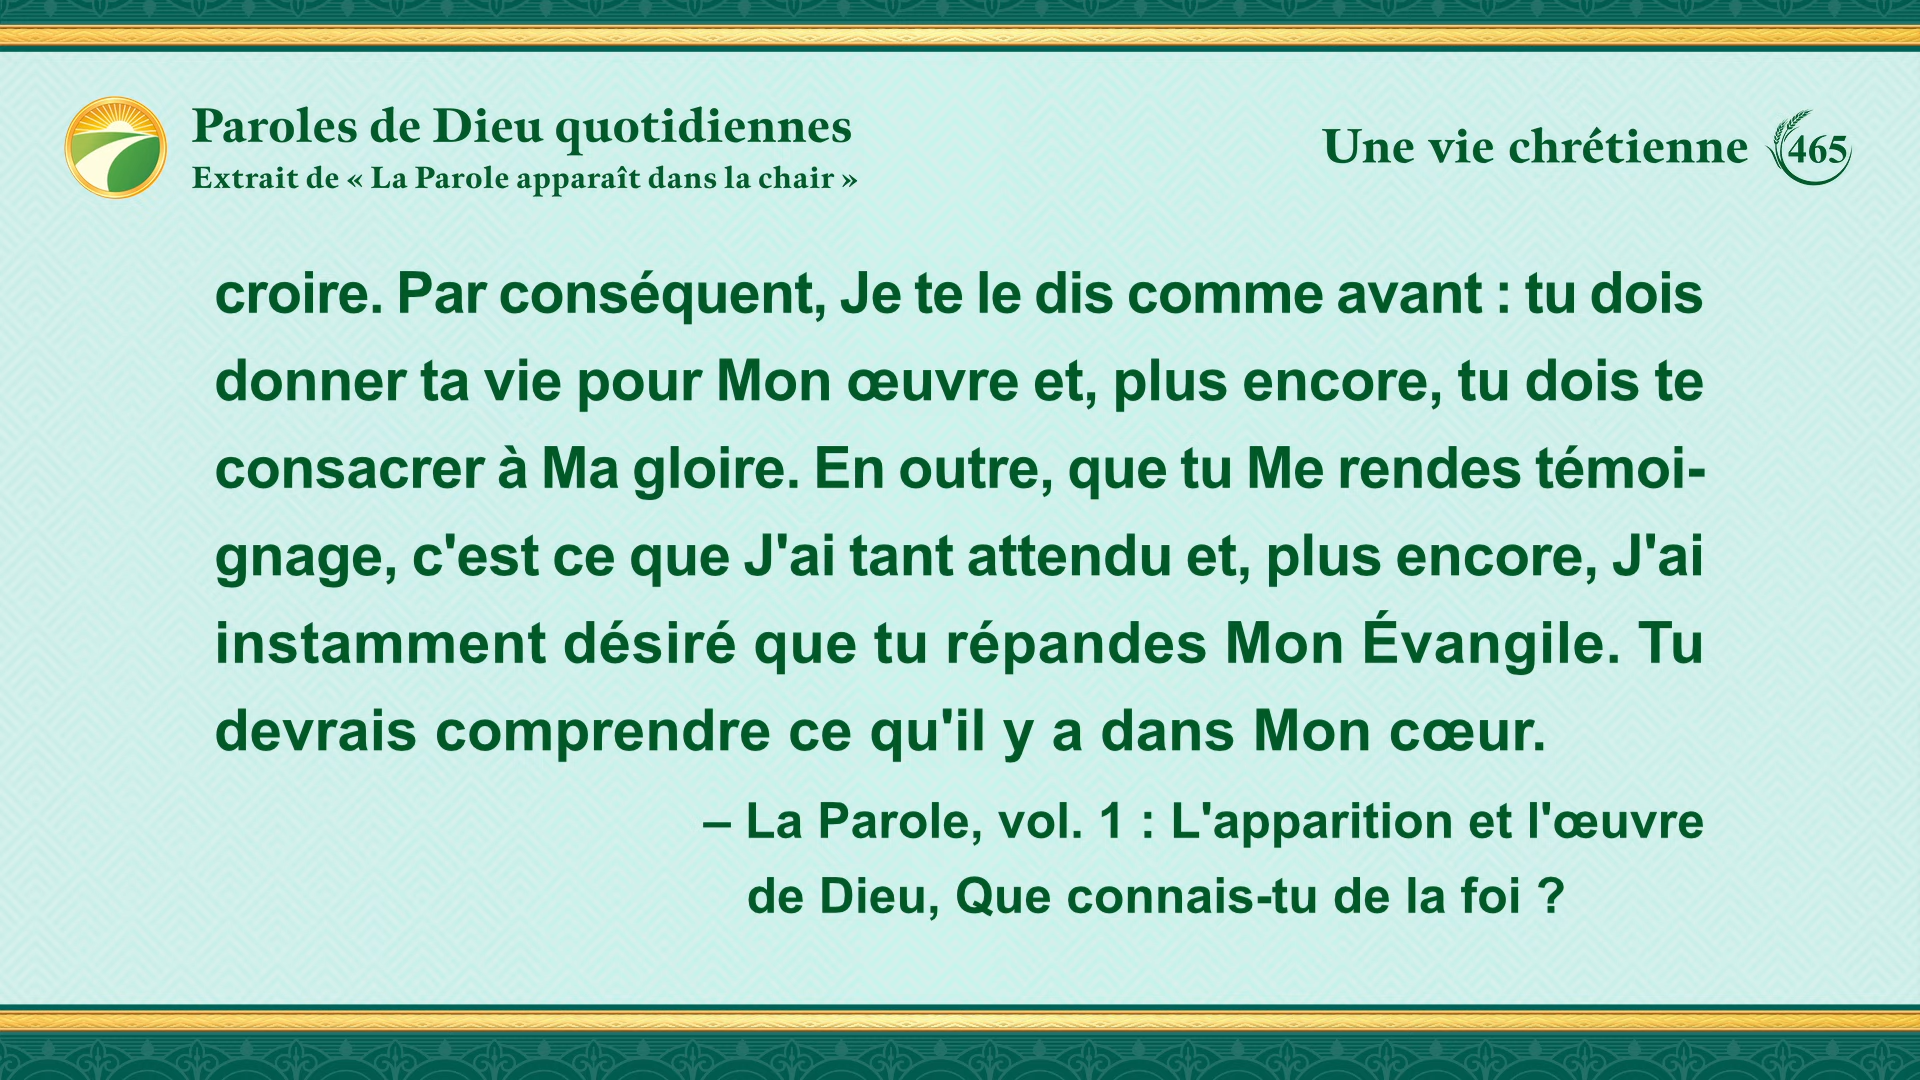 Paroles de Dieu quotidiennes
Extrait de « La Parole apparaît dans la chair »
Une vie chrétienne 465
croire. Par conséquent, Je te le dis comme avant : tu dois
donner ta vie pour Mon œuvre et, plus encore, tu dois te
consacrer à Ma gloire. En outre, que tu Me rendes témoi-
gnage, c'est ce que J'ai tant attendu et, plus encore, J'ai
instamment désiré que tu répandes Mon Évangile. Tu
devrais comprendre ce qu'il y a dans Mon cœur.
– La Parole, vol. 1 : L'apparition et l'œuvre
de Dieu, Que connais-tu de la foi ?